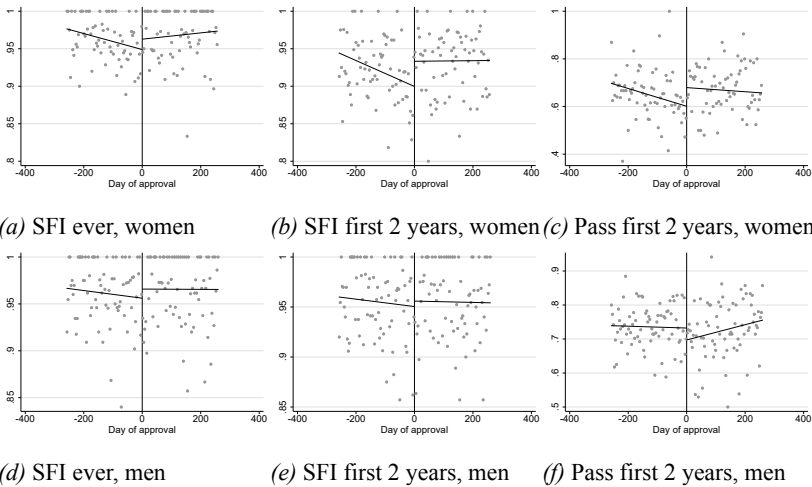 1
.95
.9
.85
.8
-400 -200 0 200 400
Day of approval
1
.95
.9
.85
.8
-400 -200 0 200 400
Day of approval
1
.8
.6
.4
-400 -200 0 200 400
Day of approval
(a) SFI ever, women
(b) SFI first 2 years, women
(c) Pass first 2 years, women
1
.95
.9
.85
-400 -200 0 200 400
Day of approval
1
.95
.9
.85
-400 -200 0 200 400
Day of approval
.9
.8
.7
.6
.5
-400 -200 0 200 400
Day of approval
(d) SFI ever, men
(e) SFI first 2 years, men
(f) Pass first 2 years, men